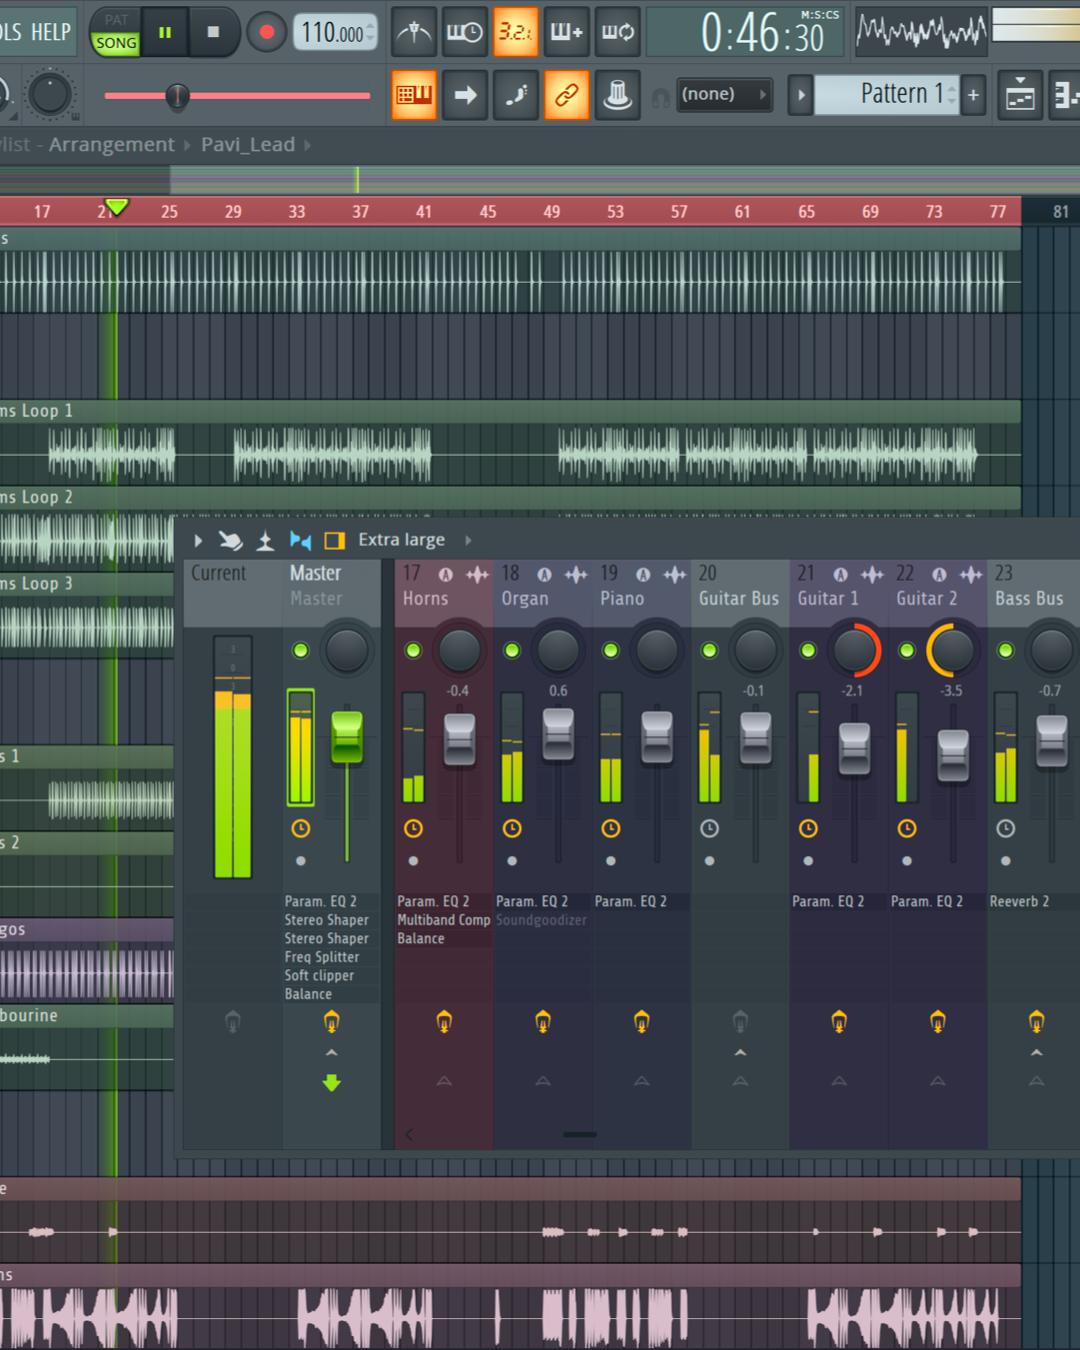 OLS HELP
PAT
SONG
110.000
3.2.
M:S:CS
0:46:30
(none)
Pattern 1
+
list - Arrangement
Pavi_Lead
17 21 25 29 33 37 41 45 49 53 57 61 65 69 73 77 81
s
ms Loop 1
ms Loop 2
ms Loop 3
s 1
s 2
gos
bourine
e
ns
Extra large
Current
Master
Master
17
Horns
18
Organ
19
Piano
20
Guitar Bus
21
Guitar 1
22
Guitar 2
23
Bass Bus
3
0
-0.4
0.6
-0.1
-2.1
-3.5
-0.7
Param. EQ 2
Stereo Shaper
Stereo Shaper
Freq Splitter
Soft clipper
Balance
Param. EQ 2
Multiband Comp
Balance
Param. EQ 2
Soundgoodizer
Param. EQ 2
Param. EQ 2
Param. EQ 2
Reeverb 2